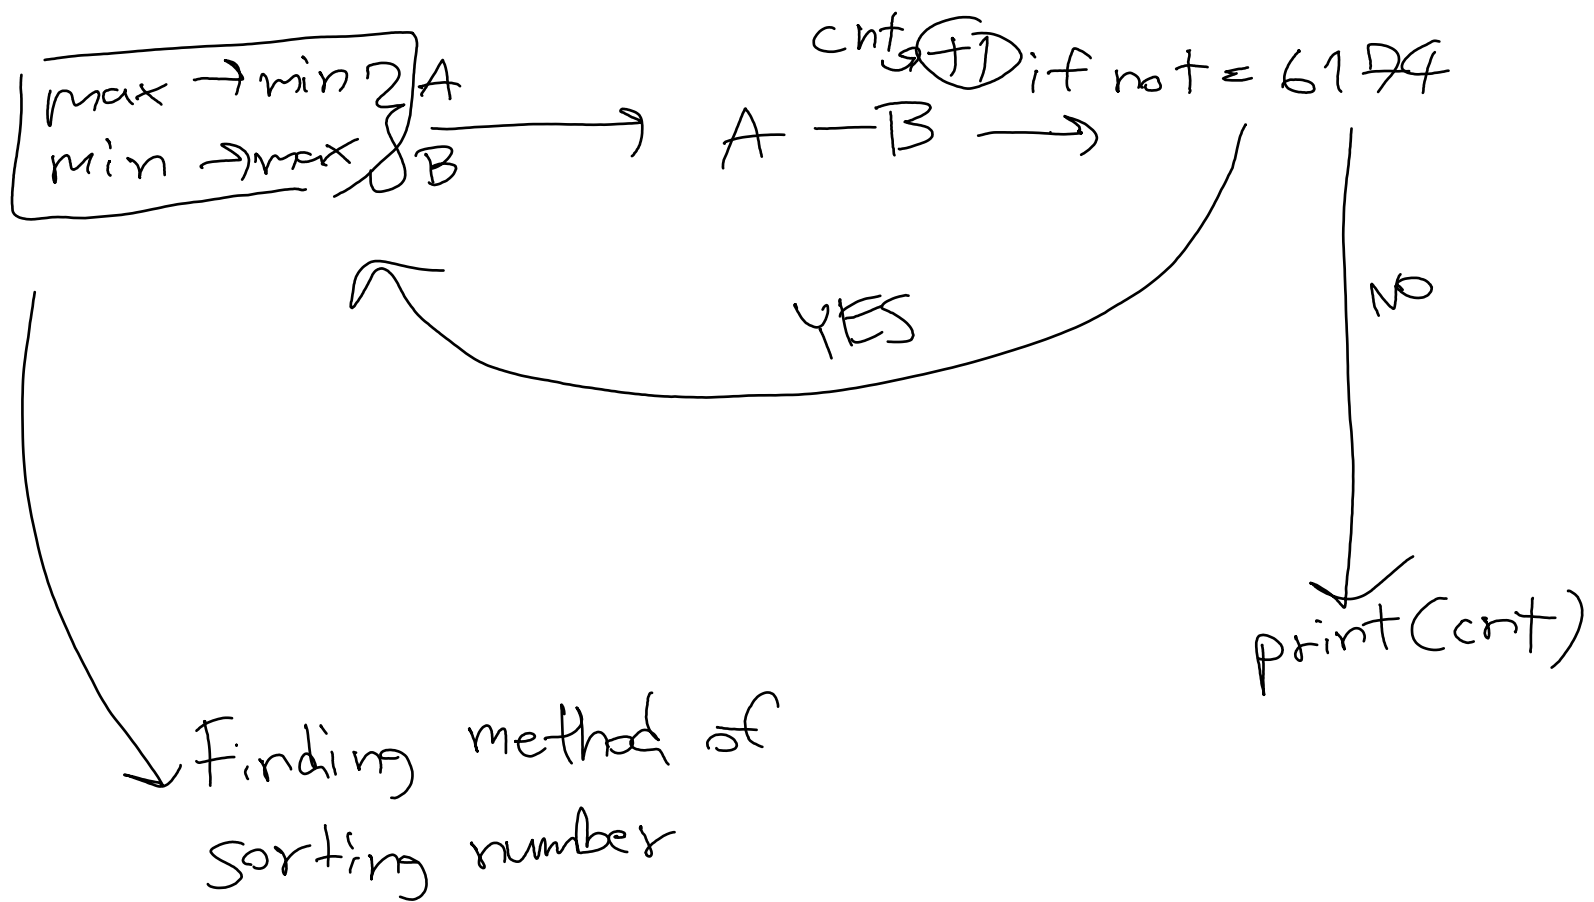 cnt +1 if not = 6174
max → min } A
min → max } B
→ A - B →
YES
NO
print(cnt)
Finding method of
sorting number